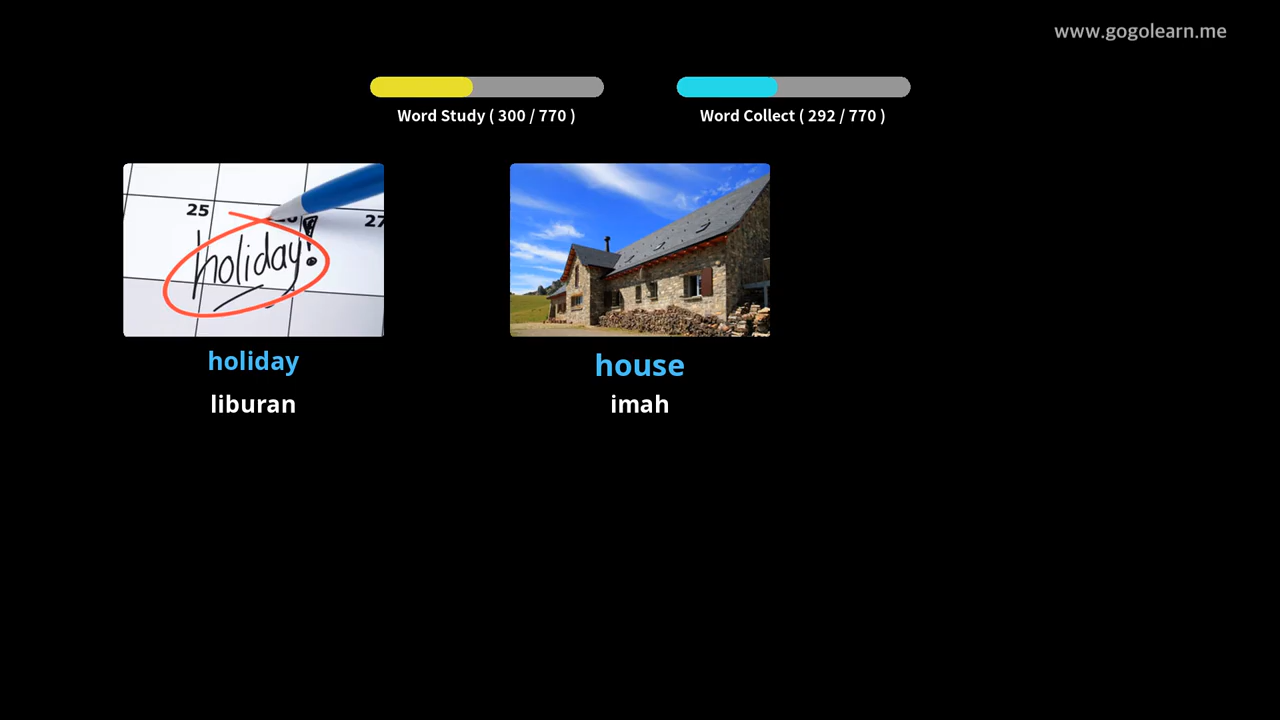 www.gogolearn.me
Word Study ( 300 / 770 )
Word Collect ( 292 / 770 )
25
27
holiday!
holiday
liburan
house
imah